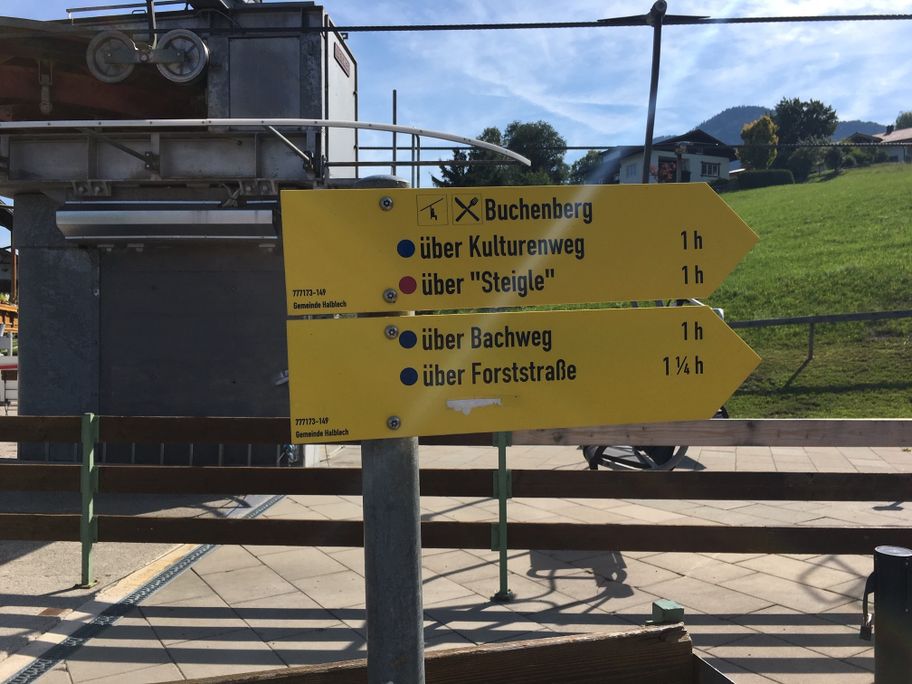 Buchenberg
über Kulturenweg 1 h
über "Steigle" 1 h
777173-149
Gemeinde Halblech
über Bachweg 1 h
über Forststraße 1 ¼ h
777173-149
Gemeinde Halblech